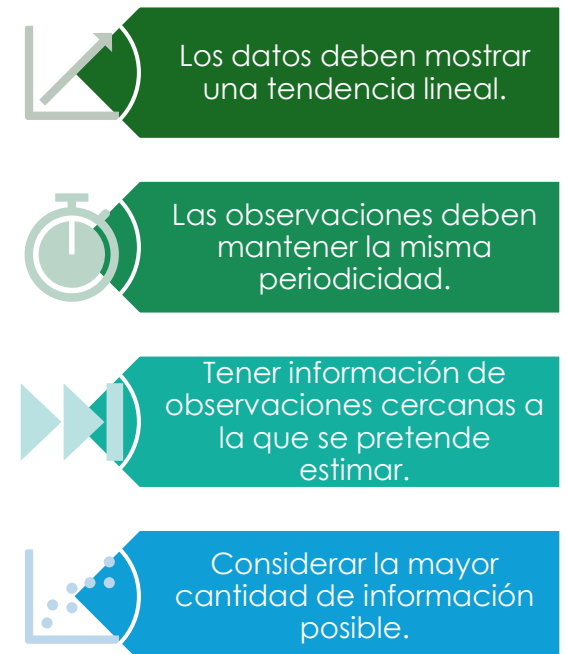 Los datos deben mostrar
una tendencia lineal.
Las observaciones deben
mantener la misma
periodicidad.
Tener información de
observaciones cercanas a
la que se pretende
estimar.
Considerar la mayor
cantidad de información
posible.